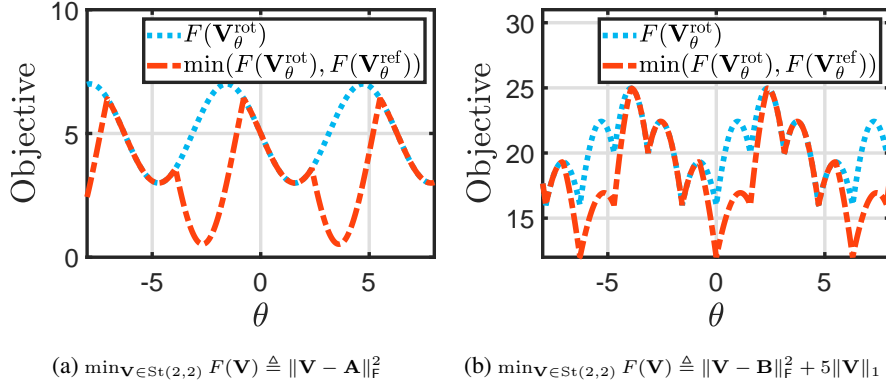 F(V_θ^rot)
min(F(V_θ^rot), F(V_θ^ref))
Objective
10
5
0
-5
0
5
θ
(a) min_{V∈St(2,2)} F(V) ≜ ‖V − A‖_F^2
F(V_θ^rot)
min(F(V_θ^rot), F(V_θ^ref))
Objective
30
25
20
15
-5
0
5
θ
(b) min_{V∈St(2,2)} F(V) ≜ ‖V − B‖_F^2 + 5‖V‖_1